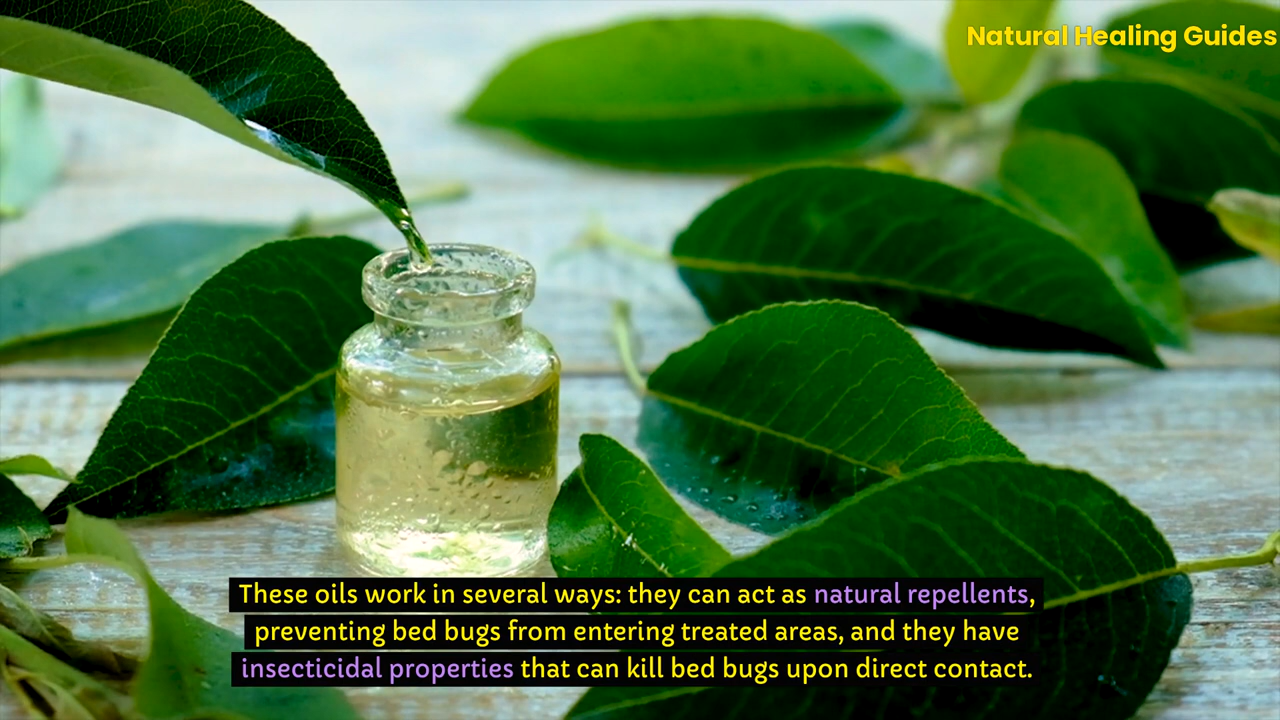 Natural Healing Guides
These oils work in several ways: they can act as natural repellents,
preventing bed bugs from entering treated areas, and they have
insecticidal properties that can kill bed bugs upon direct contact.